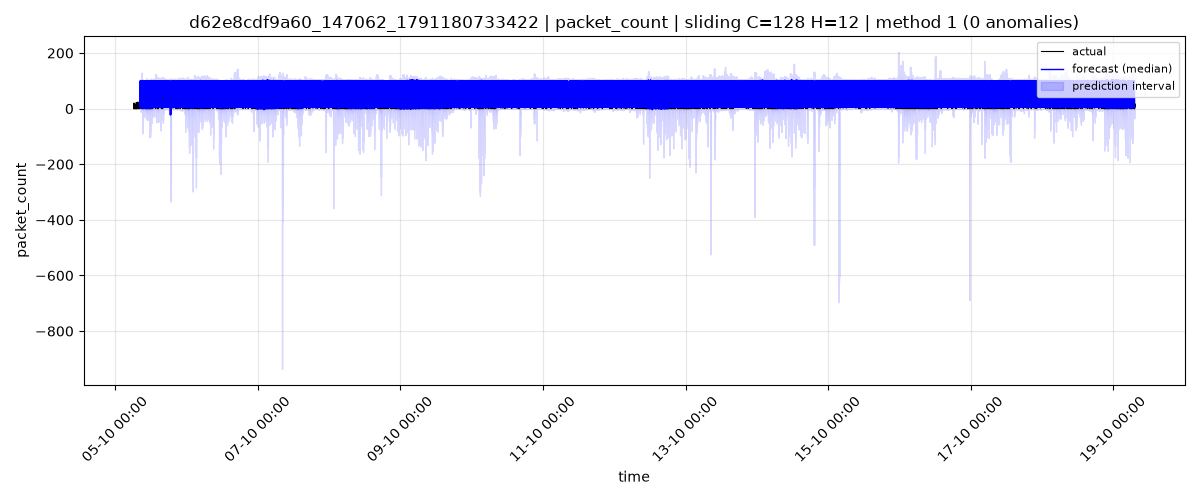 d62e8cdf9a60_147062_1791180733422 | packet_count | sliding C=128 H=12 | method 1 (0 anomalies)
actual
forecast (median)
prediction interval
200
0
−200
−400
−600
−800
packet_count
05-10 00:00
07-10 00:00
09-10 00:00
11-10 00:00
13-10 00:00
15-10 00:00
17-10 00:00
19-10 00:00
time